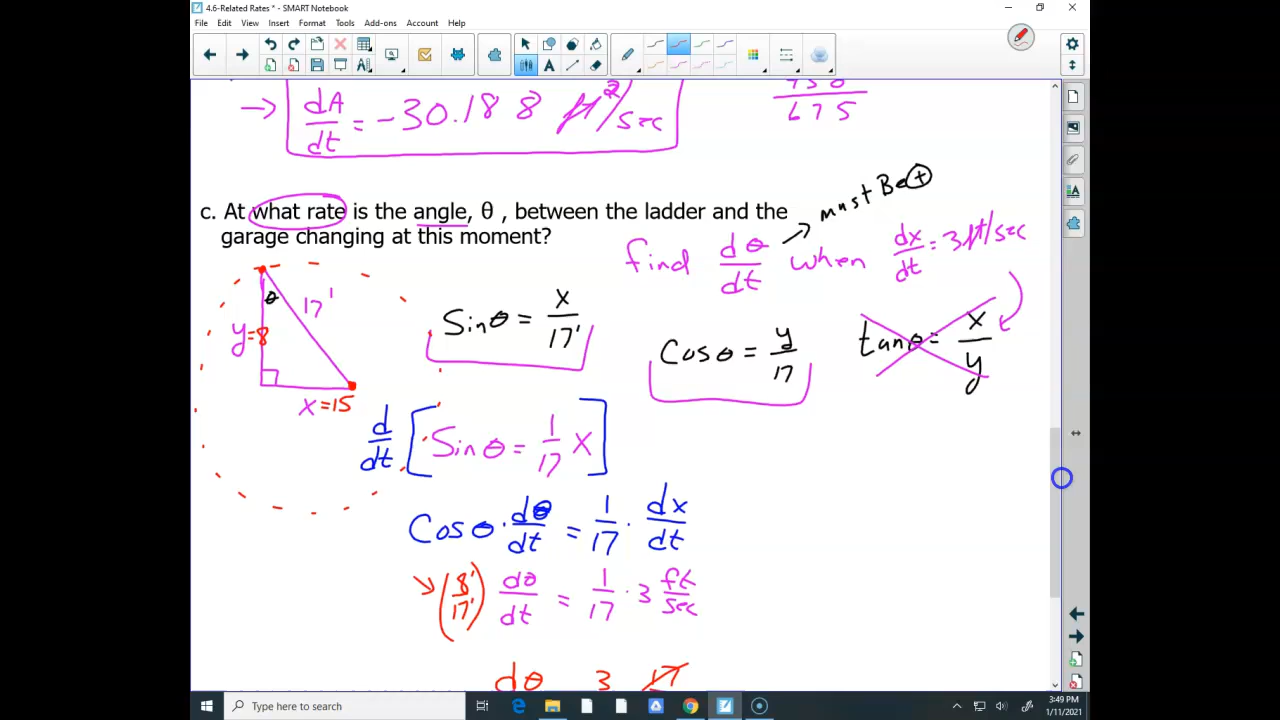 4.6-Related Rates * - SMART Notebook
File Edit View Insert Format Tools Add-ons Account Help
→ dA/dt = -30.188 ft²/sec
675
must Be +
c. At what rate is the angle, θ , between the ladder and the
garage changing at this moment?
find dθ/dt when dx/dt = 3 ft/sec
θ
17'
y=8
x=15
Sinθ = x/17'
Cosθ = y/17
tanθ = x/y
d/dt [Sinθ = 1/17 x]
Cosθ · dθ/dt = 1/17 · dx/dt
(8'/17') dθ/dt = 1/17 · 3 ft/sec
dθ 3 17
Type here to search
3:49 PM
1/11/2021